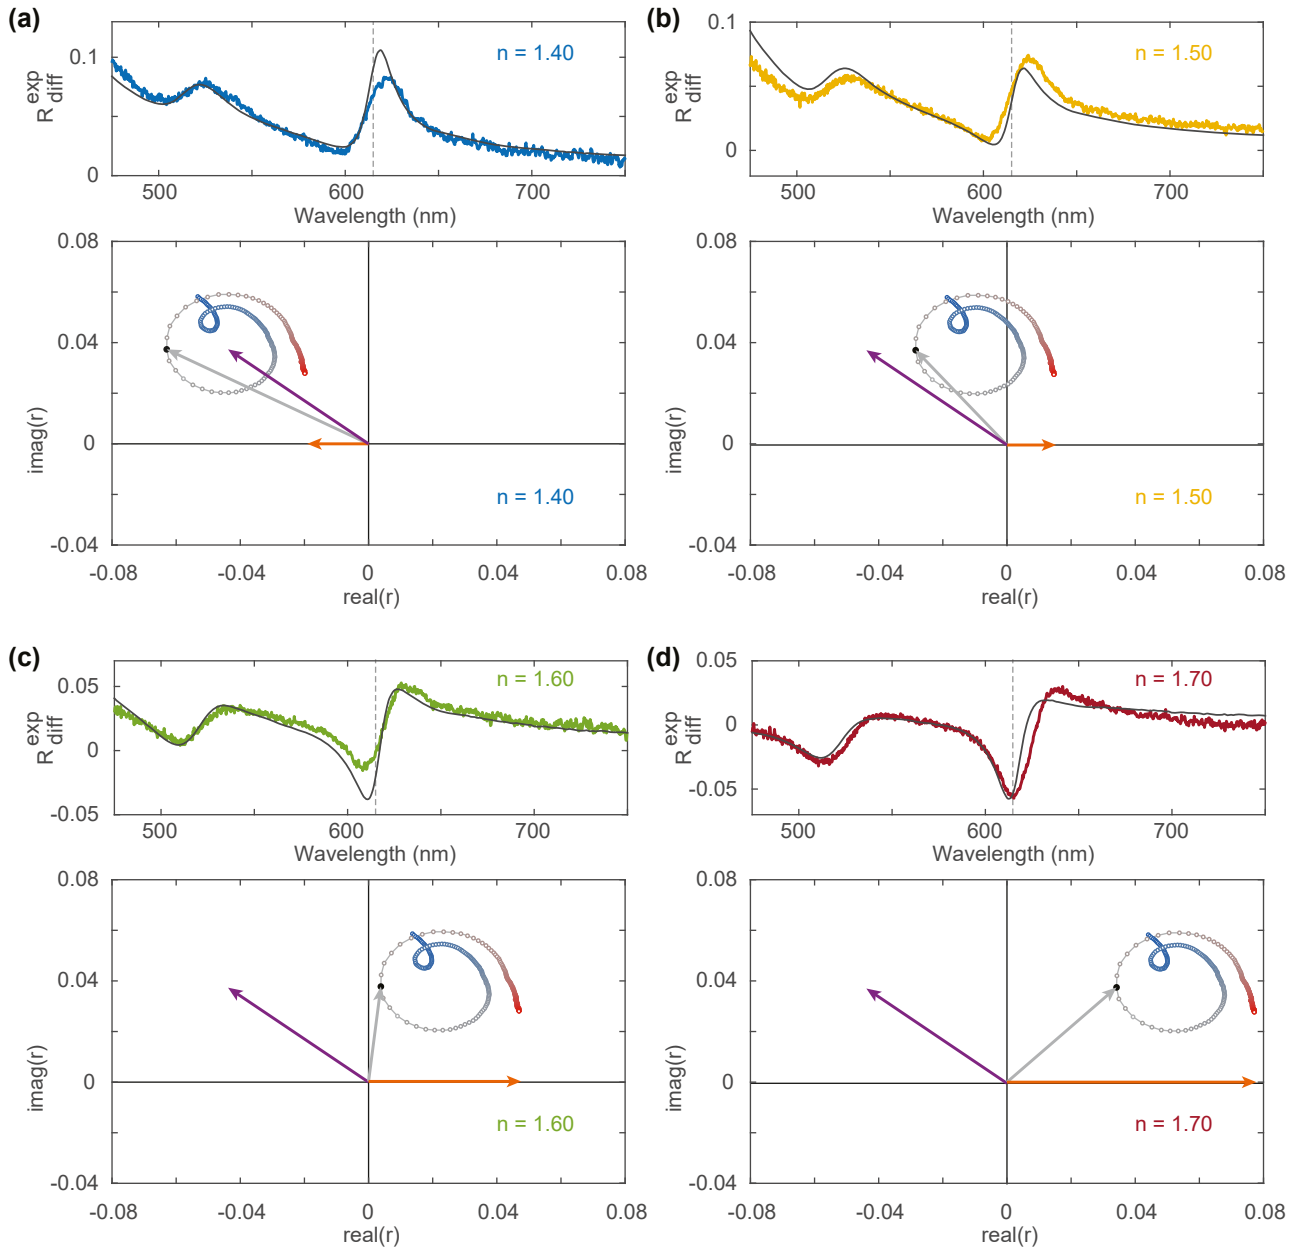 (a)
R exp diff
0.1
0
n = 1.40
500
600
700
Wavelength (nm)
imag(r)
0.08
0.04
0
-0.04
n = 1.40
-0.08
-0.04
0
0.04
0.08
real(r)
(b)
R exp diff
0.1
0
n = 1.50
500
600
700
Wavelength (nm)
imag(r)
0.08
0.04
0
-0.04
n = 1.50
-0.08
-0.04
0
0.04
0.08
real(r)
(c)
R exp diff
0.05
0
-0.05
n = 1.60
500
600
700
Wavelength (nm)
imag(r)
0.08
0.04
0
-0.04
n = 1.60
-0.08
-0.04
0
0.04
0.08
real(r)
(d)
R exp diff
0.05
0
-0.05
n = 1.70
500
600
700
Wavelength (nm)
imag(r)
0.08
0.04
0
-0.04
n = 1.70
-0.08
-0.04
0
0.04
0.08
real(r)